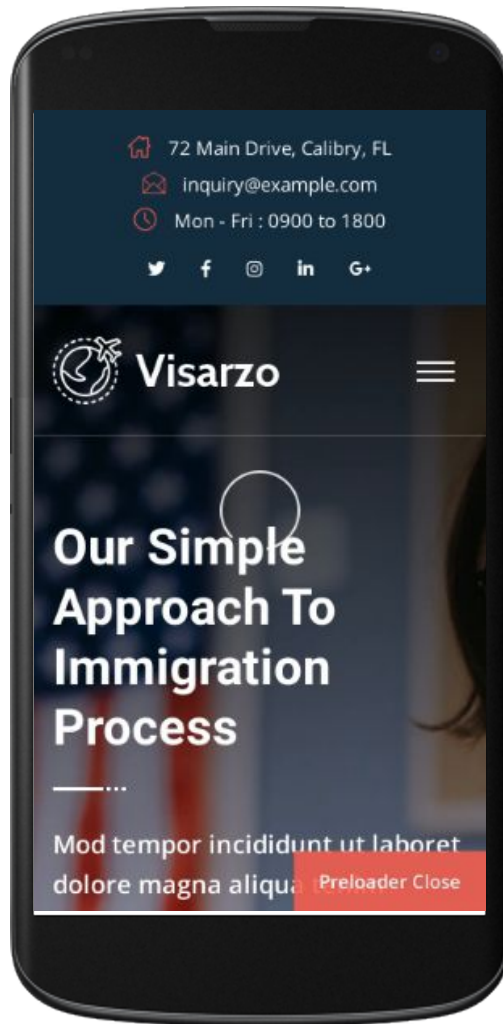 72 Main Drive, Calibry, FL
inquiry@example.com
Mon - Fri : 0900 to 1800
Visarzo
Our Simple
Approach To
Immigration
Process
Mod tempor incididunt ut laboret
dolore magna aliqua
Preloader Close